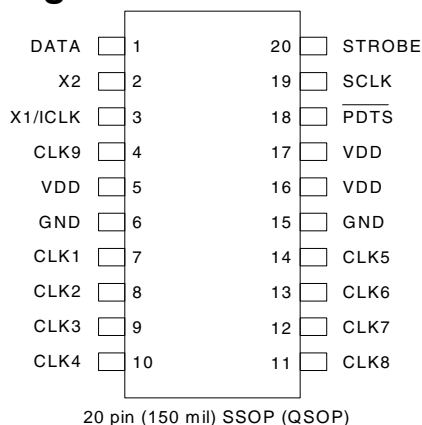 DATA 1 20 STROBE
X2 2 19 SCLK
X1/ICLK 3 18 PDTS
CLK9 4 17 VDD
VDD 5 16 VDD
GND 6 15 GND
CLK1 7 14 CLK5
CLK2 8 13 CLK6
CLK3 9 12 CLK7
CLK4 10 11 CLK8
20 pin (150 mil) SSOP (QSOP)